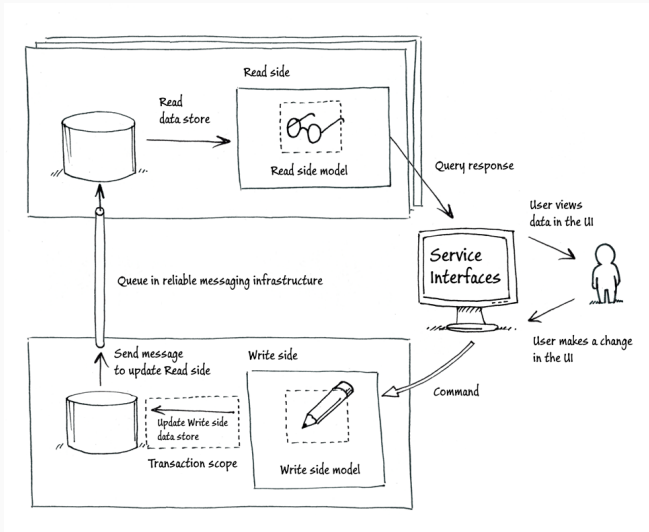 Read side
Read
data store
Read side model
Query response
User views
data in the UI
Service
Interfaces
Queue in reliable messaging infrastructure
User makes a change
in the UI
Send message
to update Read side
Write side
Command
Update Write side
data store
Transaction scope
Write side model